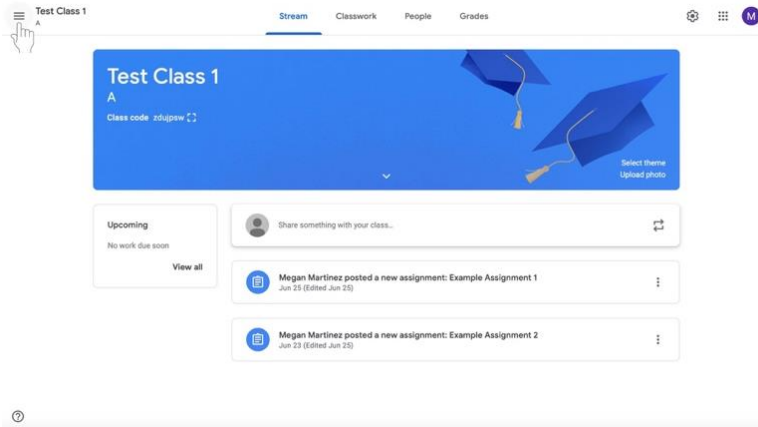 Test Class 1
A
Stream
Classwork
People
Grades
M
Test Class 1
A
Class code zdujpsw
Select theme
Upload photo
Upcoming
No work due soon
View all
Share something with your class...
Megan Martinez posted a new assignment: Example Assignment 1
Jun 25 (Edited Jun 25)
Megan Martinez posted a new assignment: Example Assignment 2
Jun 23 (Edited Jun 25)